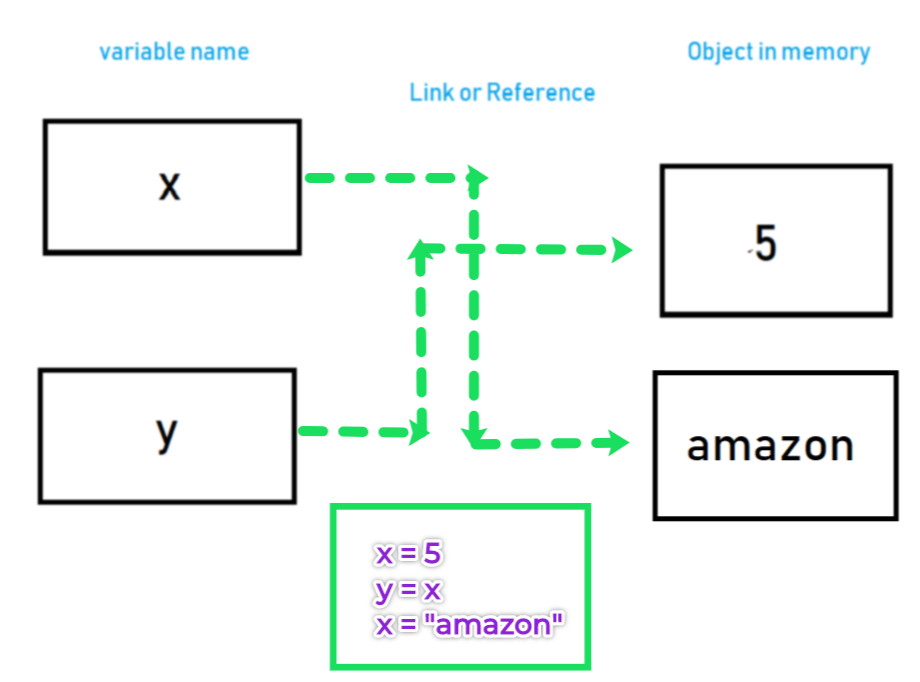 variable name
Object in memory
Link or Reference
x
5
y
amazon
x = 5
y = x
x = "amazon"